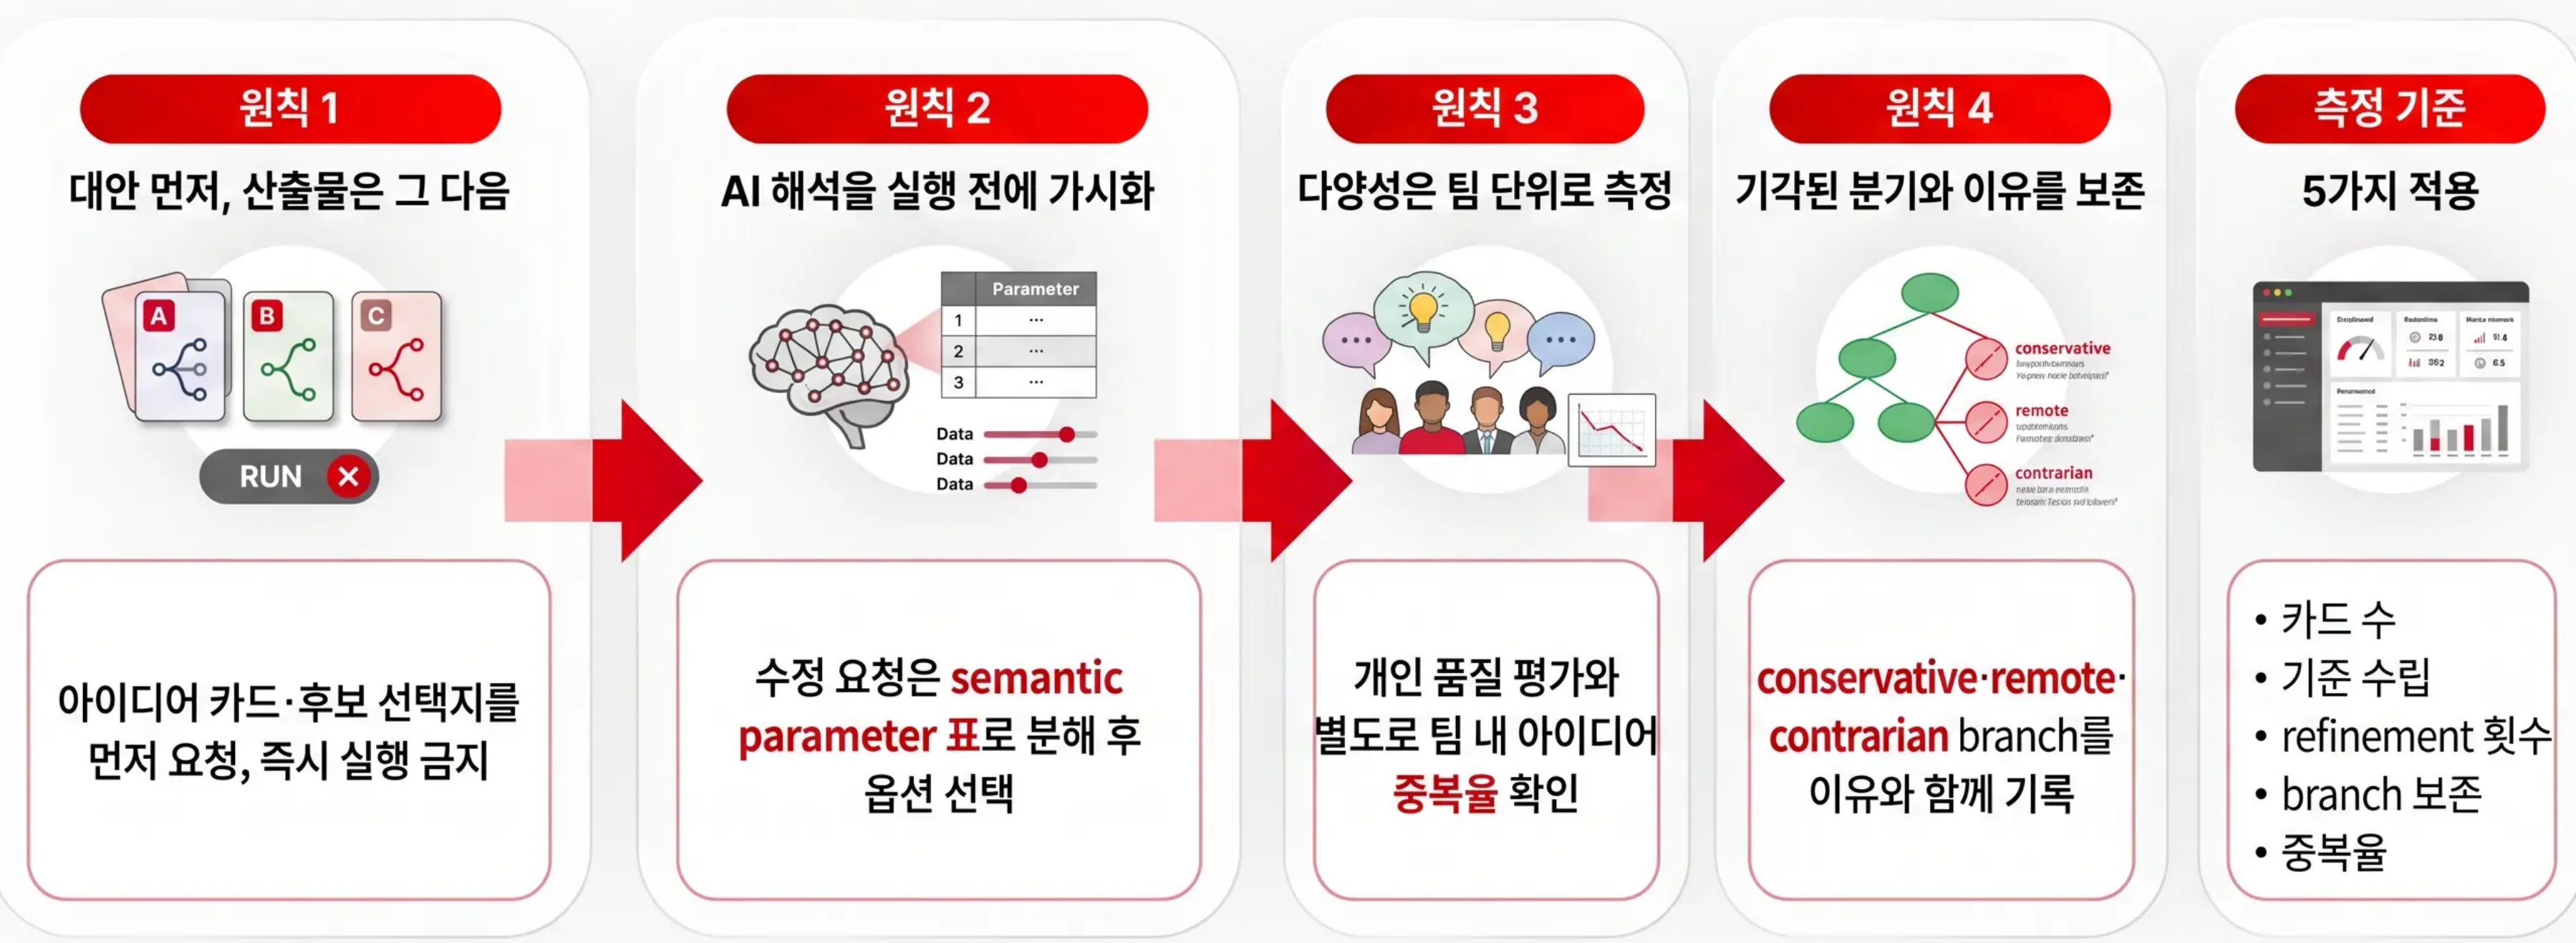 원칙 1
대안 먼저, 산출물은 그 다음
A
B
C
RUN
아이디어 카드·후보 선택지를
먼저 요청, 즉시 실행 금지
원칙 2
AI 해석을 실행 전에 가시화
Parameter
1 ...
2 ...
3 ...
Data
Data
Data
수정 요청은 semantic
parameter 표로 분해 후
옵션 선택
원칙 3
다양성은 팀 단위로 측정
개인 품질 평가와
별도로 팀 내 아이디어
중복율 확인
원칙 4
기각된 분기와 이유를 보존
conservative
remote
contrarian
conservative·remote·
contrarian branch를
이유와 함께 기록
측정 기준
5가지 적용
• 카드 수
• 기준 수립
• refinement 횟수
• branch 보존
• 중복율